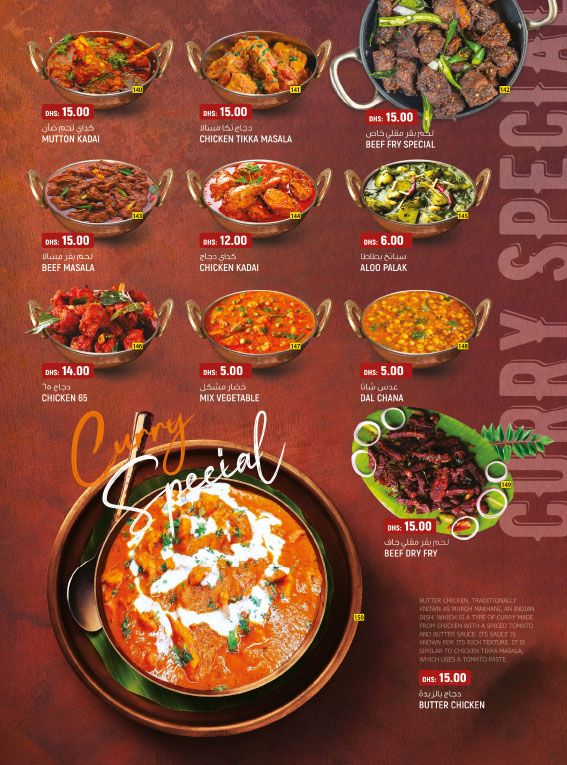 CURRY SPECIAL
140
DHS: 15.00
كداي لحم ضأن
MUTTON KADAI
141
DHS: 15.00
دجاج تكا مسالا
CHICKEN TIKKA MASALA
142
DHS: 15.00
لحم بقر مقلي خاص
BEEF FRY SPECIAL
143
DHS: 15.00
لحم بقر مسالا
BEEF MASALA
144
DHS: 12.00
كداي دجاج
CHICKEN KADAI
145
DHS: 6.00
سبانخ بطاطا
ALOO PALAK
146
DHS: 14.00
دجاج ٦٥
CHICKEN 65
147
DHS: 5.00
خضار مشكل
MIX VEGETABLE
148
DHS: 5.00
عدس شانا
DAL CHANA
Curry
Special
149
DHS: 15.00
لحم بقر مقلي جاف
BEEF DRY FRY
150
BUTTER CHICKEN, TRADITIONALLY
KNOWN AS MURGH MAKHANI, AN INDIAN
DISH, WHICH IS A TYPE OF CURRY MADE
FROM CHICKEN WITH A SPICED TOMATO
AND BUTTER SAUCE. ITS SAUCE IS
KNOWN FOR ITS RICH TEXTURE. IT IS
SIMILAR TO CHICKEN TIKKA MASALA,
WHICH USES A TOMATO PASTE.
DHS: 15.00
دجاج بالزبدة
BUTTER CHICKEN